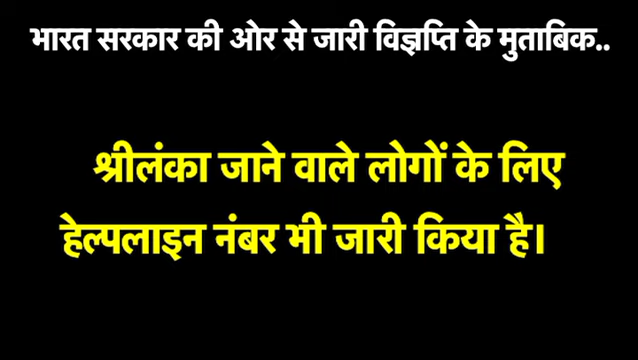 भारत सरकार की ओर से जारी विज्ञप्ति के मुताबिक..
श्रीलंका जाने वाले लोगों के लिए
हेल्पलाइन नंबर भी जारी किया है।